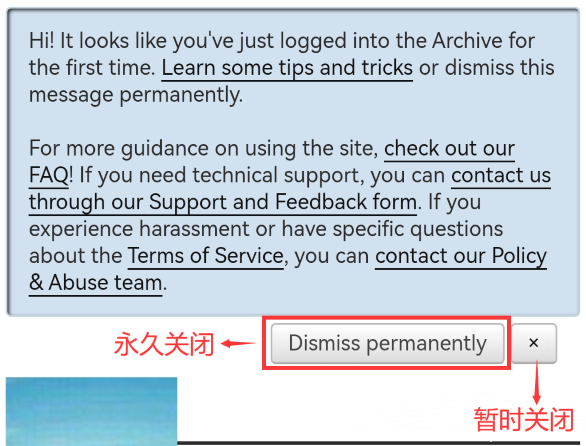 Hi! It looks like you've just logged into the Archive for
the first time. Learn some tips and tricks or dismiss this
message permanently.
For more guidance on using the site, check out our
FAQ! If you need technical support, you can contact us
through our Support and Feedback form. If you
experience harassment or have specific questions
about the Terms of Service, you can contact our Policy
& Abuse team.
永久关闭 Dismiss permanently ×
暂时关闭